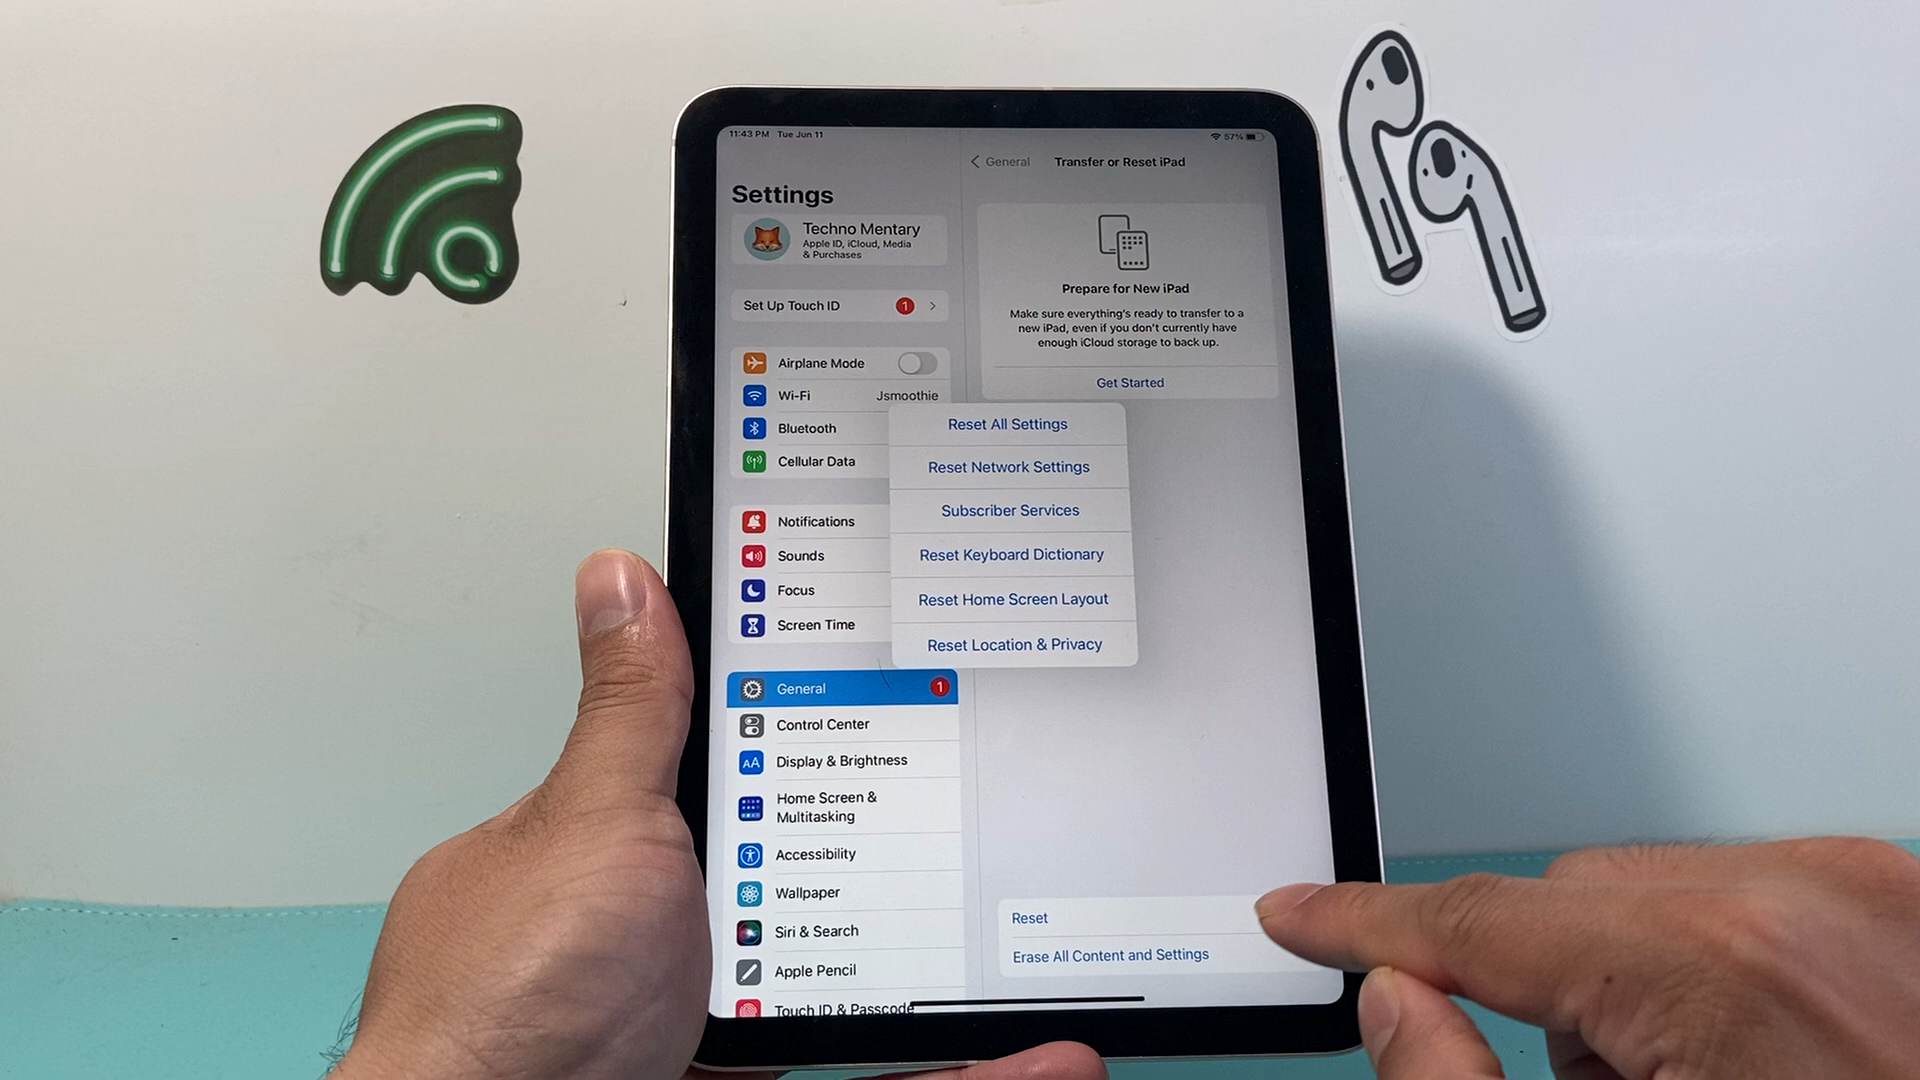 11:43 PM Tue Jun 11
57%
Settings
Techno Mentary
Apple ID, iCloud, Media
& Purchases
Set Up Touch ID 1
Airplane Mode
Wi-Fi Jsmoothie
Bluetooth
Cellular Data
Notifications
Sounds
Focus
Screen Time
General 1
Control Center
AA Display & Brightness
Home Screen &
Multitasking
Accessibility
Wallpaper
Siri & Search
Apple Pencil
Touch ID & Passcode
General Transfer or Reset iPad
Prepare for New iPad
Make sure everything's ready to transfer to a
new iPad, even if you don't currently have
enough iCloud storage to back up.
Get Started
Reset All Settings
Reset Network Settings
Subscriber Services
Reset Keyboard Dictionary
Reset Home Screen Layout
Reset Location & Privacy
Reset
Erase All Content and Settings